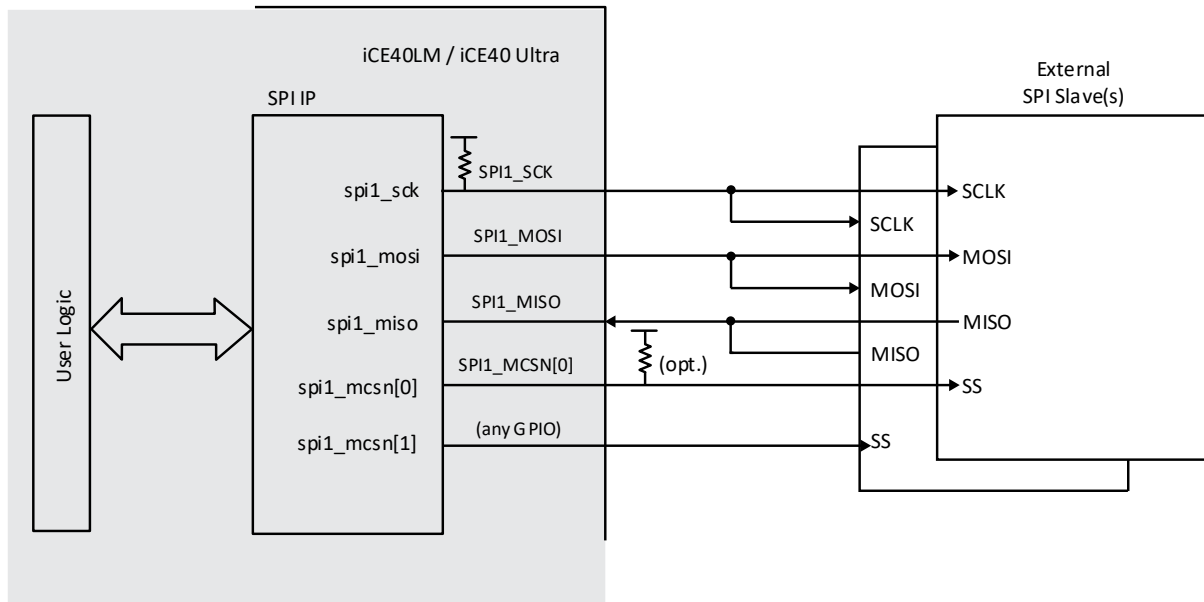 iCE40LM / iCE40 Ultra
External
SPI Slave(s)
SPI IP
SPI1_SCK
spi1_sck
SCLK
SCLK
SPI1_MOSI
spi1_mosi
MOSI
MOSI
SPI1_MISO
spi1_miso
MISO
MISO
User Logic
SPI1_MCSN[0]
(opt.)
spi1_mcsn[0]
SS
(any GPIO)
spi1_mcsn[1]
SS